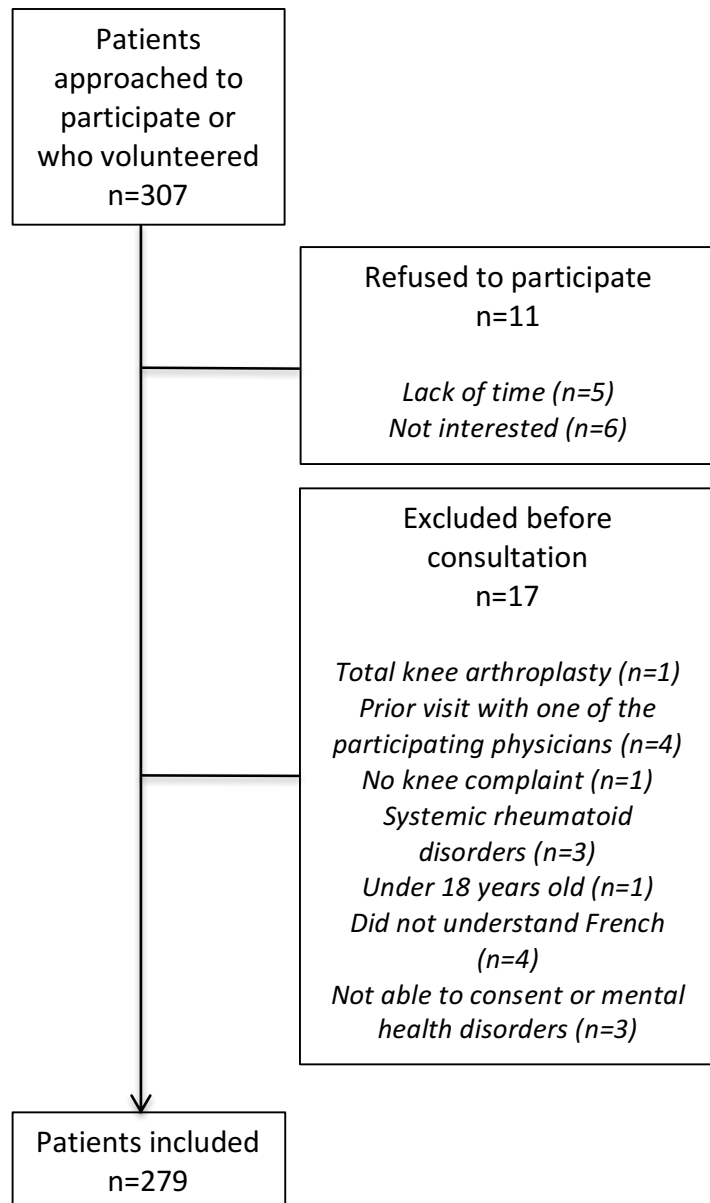 Patients
approached to
participate or
who volunteered
n=307
Refused to participate
n=11
Lack of time (n=5)
Not interested (n=6)
Excluded before
consultation
n=17
Total knee arthroplasty (n=1)
Prior visit with one of the
participating physicians (n=4)
No knee complaint (n=1)
Systemic rheumatoid
disorders (n=3)
Under 18 years old (n=1)
Did not understand French
(n=4)
Not able to consent or mental
health disorders (n=3)
Patients included
n=279